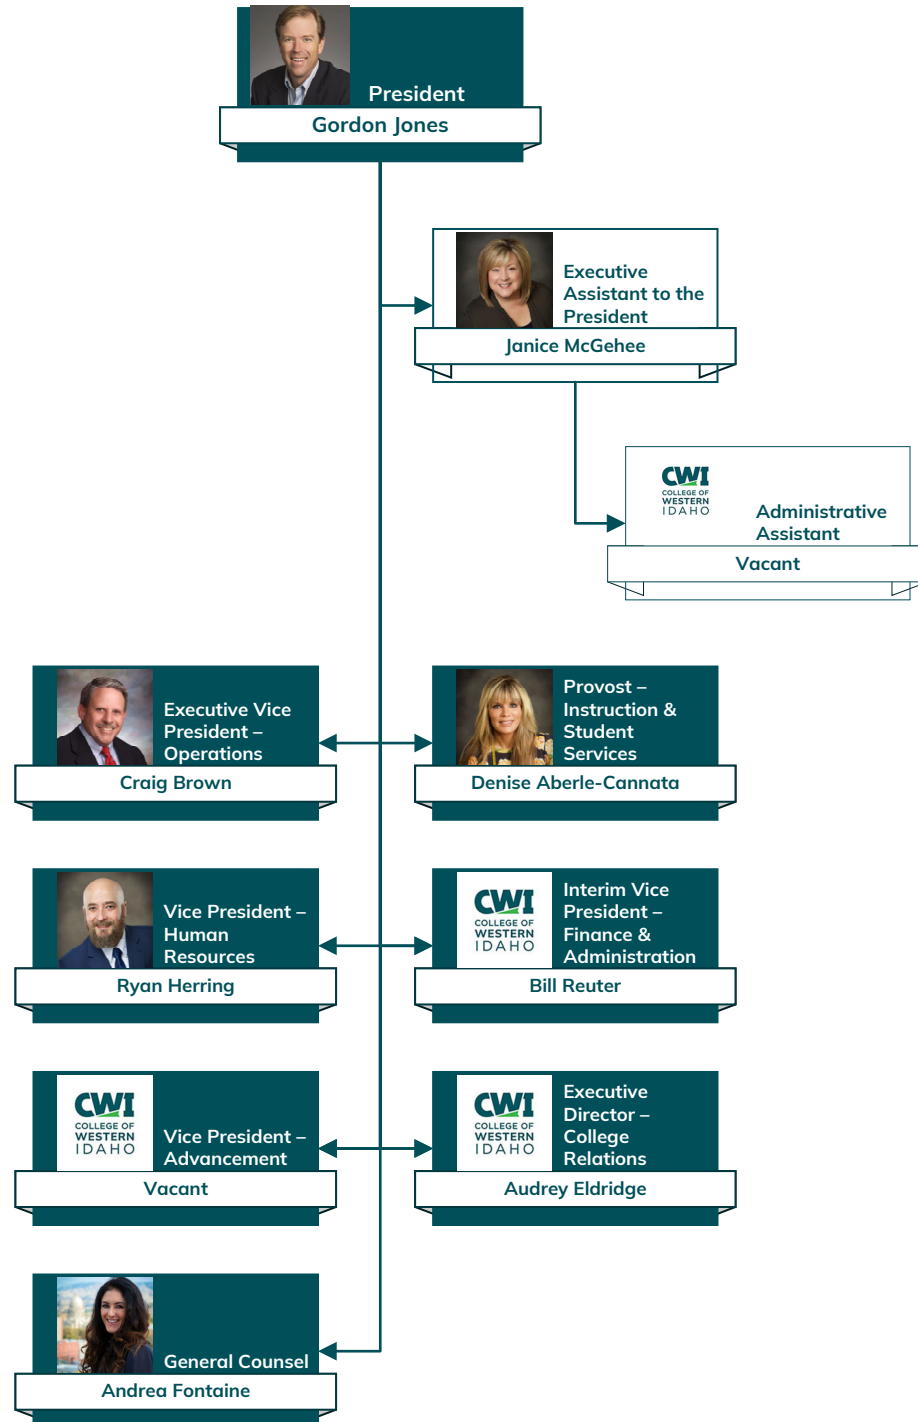 President
Gordon Jones
Executive
Assistant to the
President
Janice McGehee
CWI
COLLEGE OF
WESTERN
IDAHO
Administrative
Assistant
Vacant
Executive Vice
President –
Operations
Craig Brown
Provost –
Instruction &
Student
Services
Denise Aberle-Cannata
Vice President –
Human
Resources
Ryan Herring
CWI
COLLEGE OF
WESTERN
IDAHO
Interim Vice
President –
Finance &
Administration
Bill Reuter
CWI
COLLEGE OF
WESTERN
IDAHO
Vice President –
Advancement
Vacant
CWI
COLLEGE OF
WESTERN
IDAHO
Executive
Director –
College
Relations
Audrey Eldridge
General Counsel
Andrea Fontaine